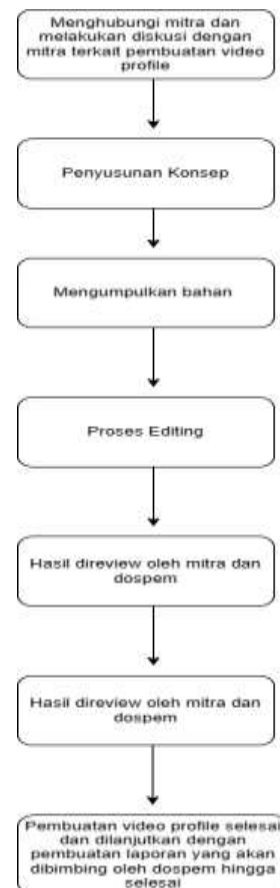 Menghubungi mitra dan
melakukan diskusi dengan
mitra terkait pembuatan video
profile
Penyusunan Konsep
Mengumpulkan bahan
Proses Editing
Hasil direview oleh mitra dan
dospem
Hasil direview oleh mitra dan
dospem
Pembuatan video profile selesai
dan dilanjutkan dengan
pembuatan laporan yang akan
dibimbing oleh dospem hingga
selesai